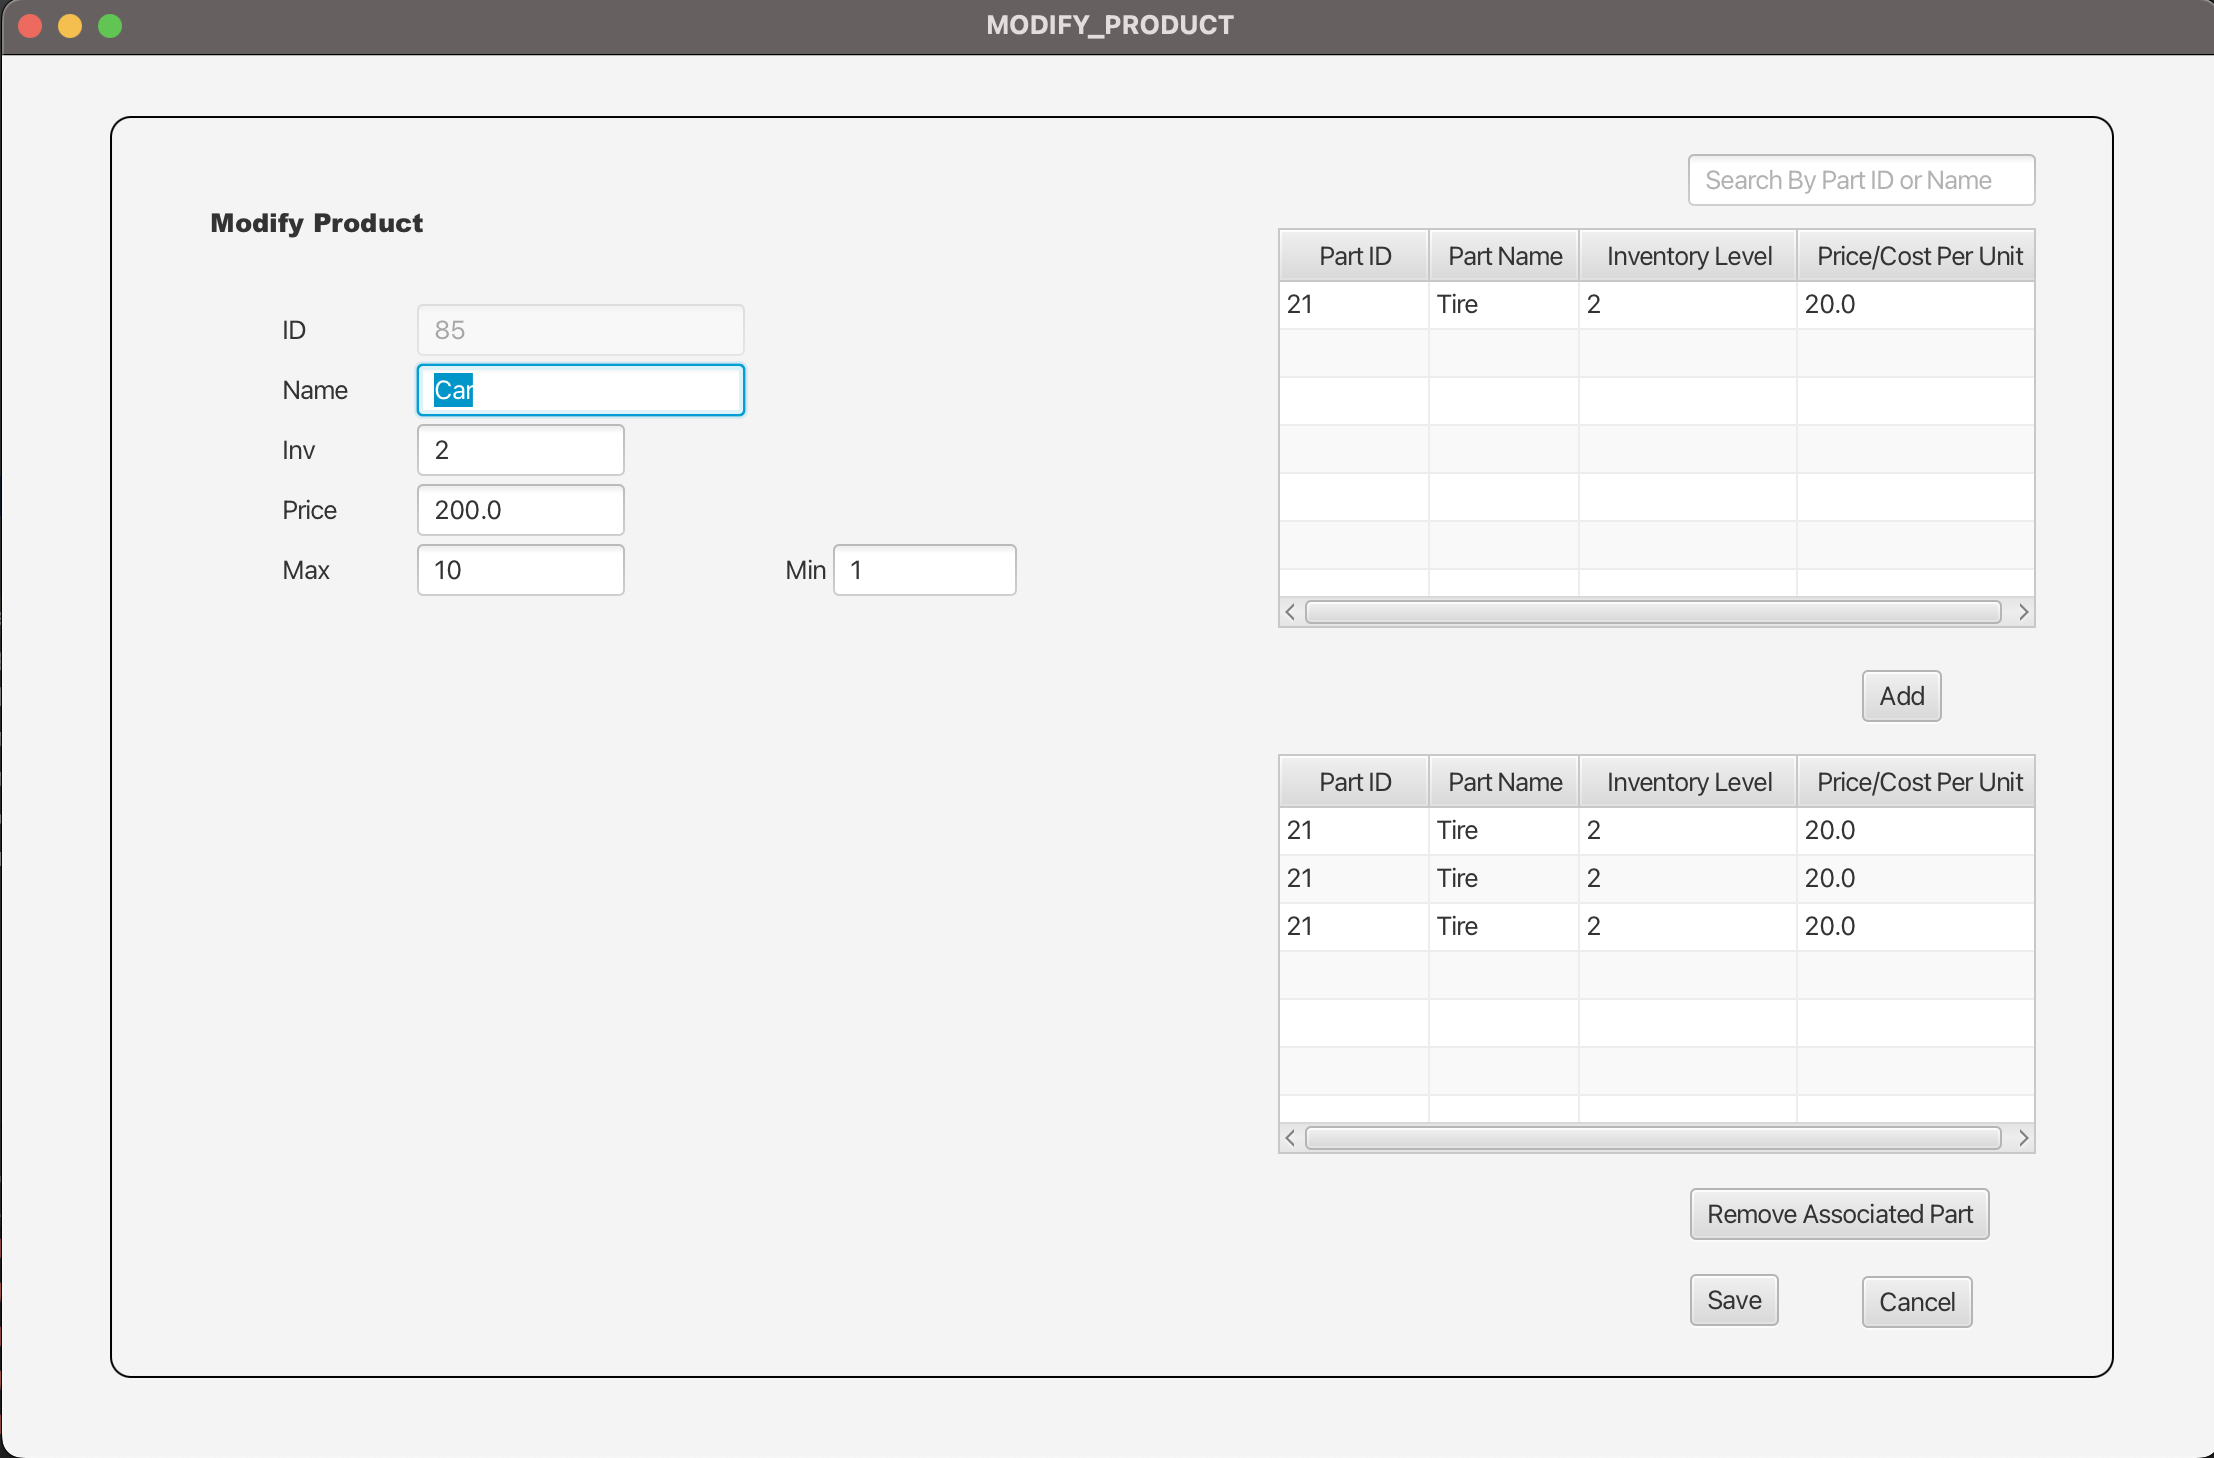 MODIFY_PRODUCT
Search By Part ID or Name
Modify Product
ID 85
Name Car
Inv 2
Price 200.0
Max 10 Min 1
Part ID Part Name Inventory Level Price/Cost Per Unit
21 Tire 2 20.0
Add
Part ID Part Name Inventory Level Price/Cost Per Unit
21 Tire 2 20.0
21 Tire 2 20.0
21 Tire 2 20.0
Remove Associated Part
Save Cancel